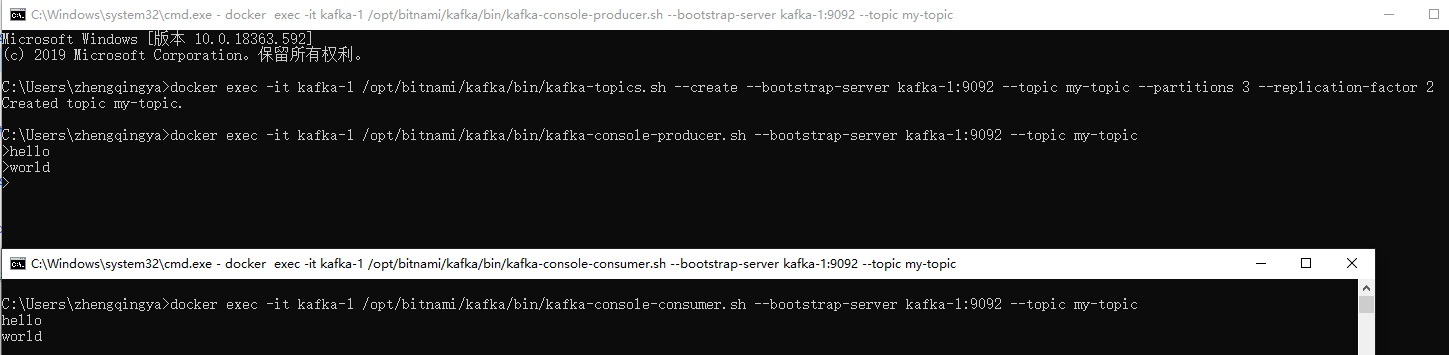 C:\Windows\system32\cmd.exe - docker  exec -it kafka-1 /opt/bitnami/kafka/bin/kafka-console-producer.sh --bootstrap-server kafka-1:9092 --topic my-topic
Microsoft Windows [版本 10.0.18363.592]
(c) 2019 Microsoft Corporation。保留所有权利。
C:\Users\zhengqingya>docker exec -it kafka-1 /opt/bitnami/kafka/bin/kafka-topics.sh --create --bootstrap-server kafka-1:9092 --topic my-topic --partitions 3 --replication-factor 2
Created topic my-topic.
C:\Users\zhengqingya>docker exec -it kafka-1 /opt/bitnami/kafka/bin/kafka-console-producer.sh --bootstrap-server kafka-1:9092 --topic my-topic
>hello
>world
>
C:\Windows\system32\cmd.exe - docker  exec -it kafka-1 /opt/bitnami/kafka/bin/kafka-console-consumer.sh --bootstrap-server kafka-1:9092 --topic my-topic
C:\Users\zhengqingya>docker exec -it kafka-1 /opt/bitnami/kafka/bin/kafka-console-consumer.sh --bootstrap-server kafka-1:9092 --topic my-topic
hello
world